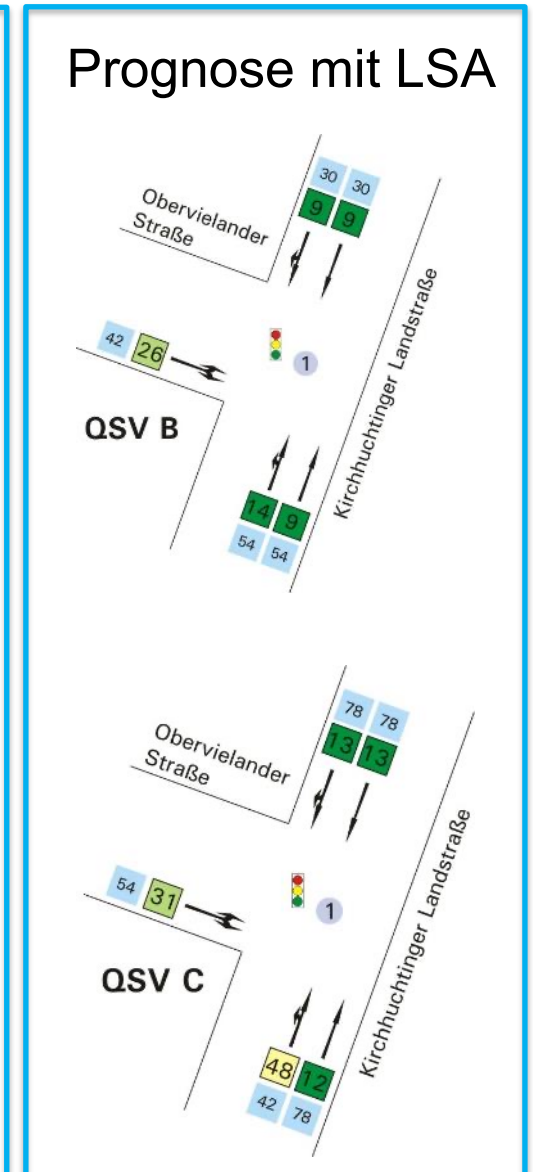 Prognose mit LSA
30 30
9 9
Obervielander
Straße
Kirchhuchtinger Landstraße
42 26
1
QSV B
14 9
54 54
78 78
13 13
Obervielander
Straße
Kirchhuchtinger Landstraße
54 31
1
QSV C
48 12
42 78